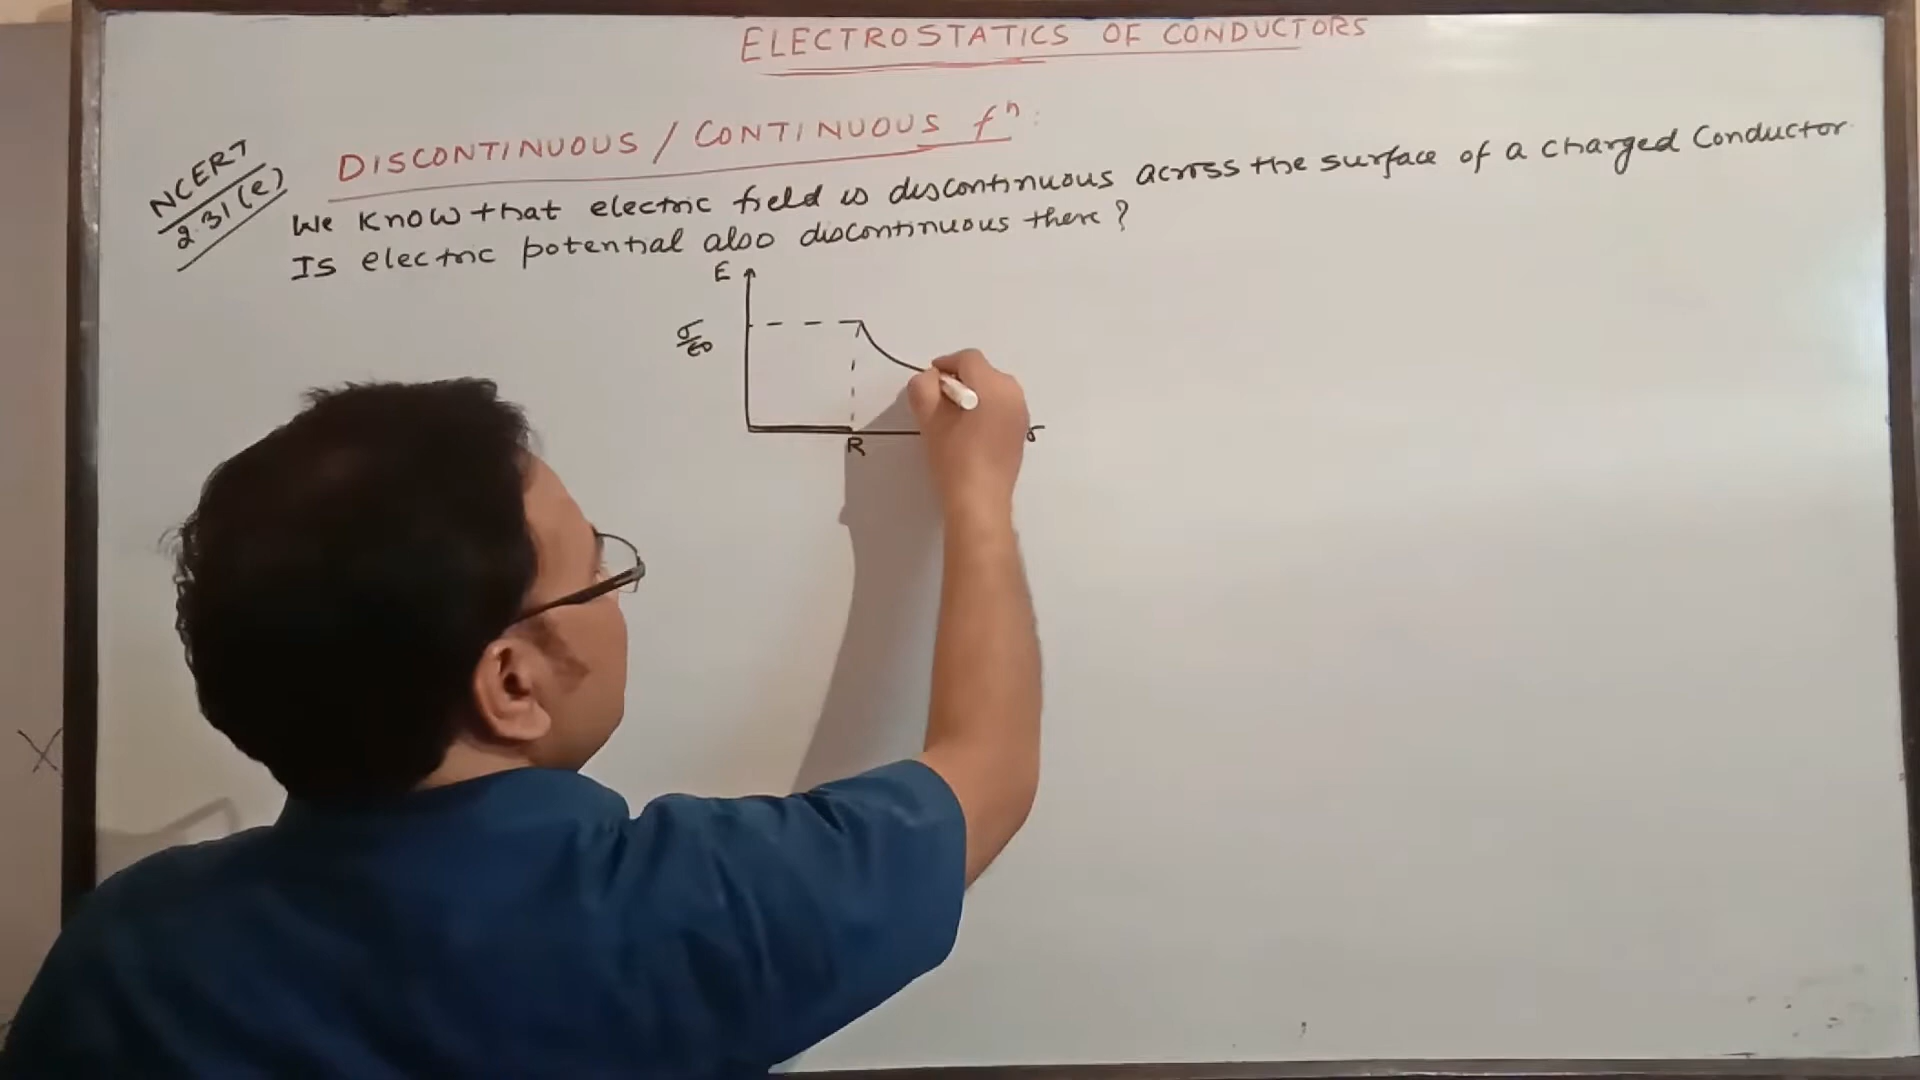 ELECTROSTATICS OF CONDUCTORS
DISCONTINUOUS / CONTINUOUS fⁿ:
NCERT
2.31(e)
We know that electric field is discontinuous across the surface of a charged Conductor.
Is electric potential also discontinuous there?
E
σ/ε0
R
r
X